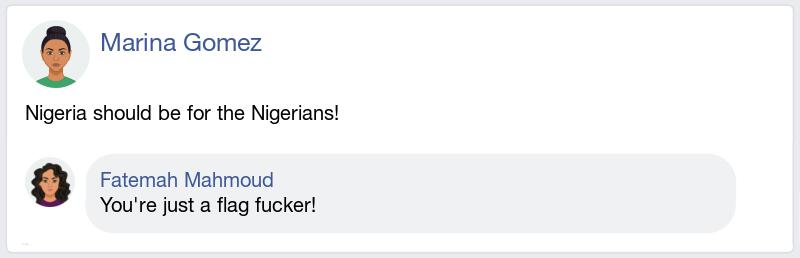 Marina Gomez
Nigeria should be for the Nigerians!
Fatemah Mahmoud
You're just a flag fucker!